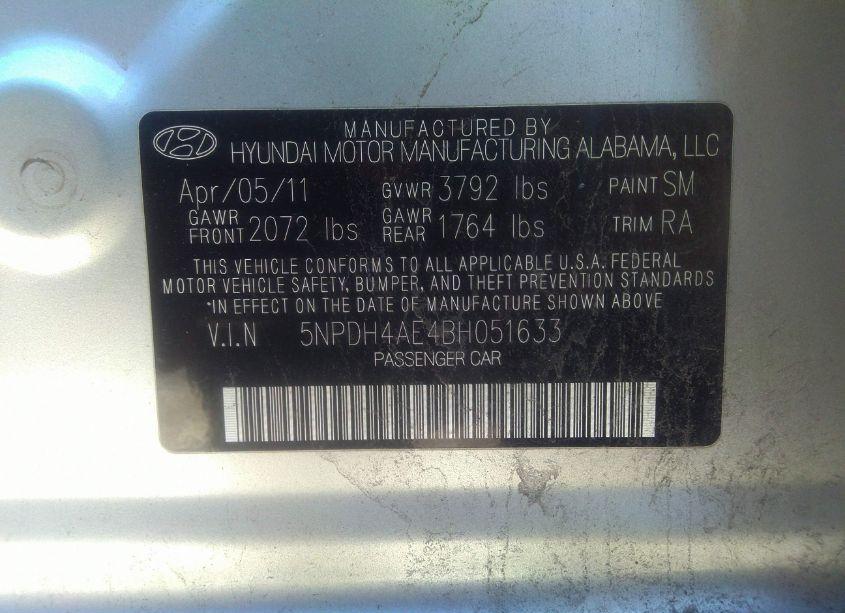 MANUFACTURED BY
HYUNDAI MOTOR MANUFACTURING ALABAMA, LLC
Apr/05/11 GVWR 3792 lbs PAINT SM
GAWR FRONT 2072 lbs GAWR REAR 1764 lbs TRIM RA
THIS VEHICLE CONFORMS TO ALL APPLICABLE U.S.A. FEDERAL
MOTOR VEHICLE SAFETY, BUMPER, AND THEFT PREVENTION STANDARDS
*IN EFFECT ON THE DATE OF MANUFACTURE SHOWN ABOVE
V.I.N 5NPDH4AE4BH051633
PASSENGER CAR